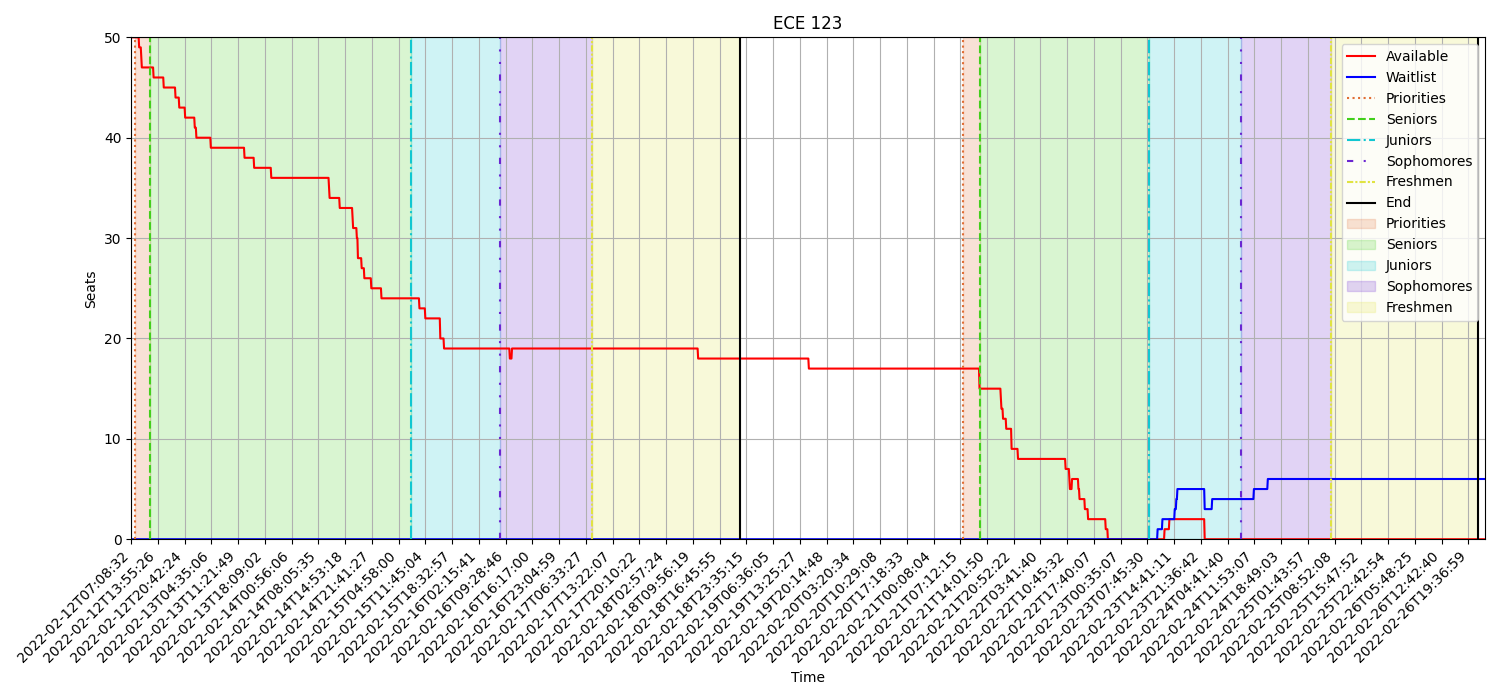 ECE 123
Seats
50
40
30
20
10
0
Available
Waitlist
Priorities
Seniors
Juniors
Sophomores
Freshmen
End
Priorities
Seniors
Juniors
Sophomores
Freshmen
2022-02-12T07:08:32
2022-02-12T13:55:26
2022-02-12T20:42:24
2022-02-13T04:35:06
2022-02-13T11:21:49
2022-02-13T18:09:02
2022-02-14T00:56:06
2022-02-14T08:05:35
2022-02-14T14:53:18
2022-02-14T21:41:27
2022-02-15T04:58:00
2022-02-15T11:45:04
2022-02-15T18:32:57
2022-02-16T02:15:41
2022-02-16T09:28:46
2022-02-16T16:17:00
2022-02-16T23:04:59
2022-02-17T06:33:27
2022-02-17T13:22:07
2022-02-17T20:10:22
2022-02-18T02:57:24
2022-02-18T09:56:19
2022-02-18T16:45:55
2022-02-18T23:35:15
2022-02-19T06:36:05
2022-02-19T13:25:27
2022-02-19T20:14:48
2022-02-20T03:20:34
2022-02-20T10:29:08
2022-02-20T17:18:33
2022-02-21T00:08:04
2022-02-21T07:12:15
2022-02-21T14:01:50
2022-02-21T20:52:22
2022-02-22T03:41:40
2022-02-22T10:45:32
2022-02-22T17:40:07
2022-02-23T00:35:07
2022-02-23T07:45:30
2022-02-23T14:41:11
2022-02-23T21:36:42
2022-02-24T04:41:40
2022-02-24T11:53:07
2022-02-24T18:49:03
2022-02-25T01:43:57
2022-02-25T08:52:08
2022-02-25T15:47:52
2022-02-25T22:42:54
2022-02-26T05:48:25
2022-02-26T12:42:40
2022-02-26T19:36:59
Time